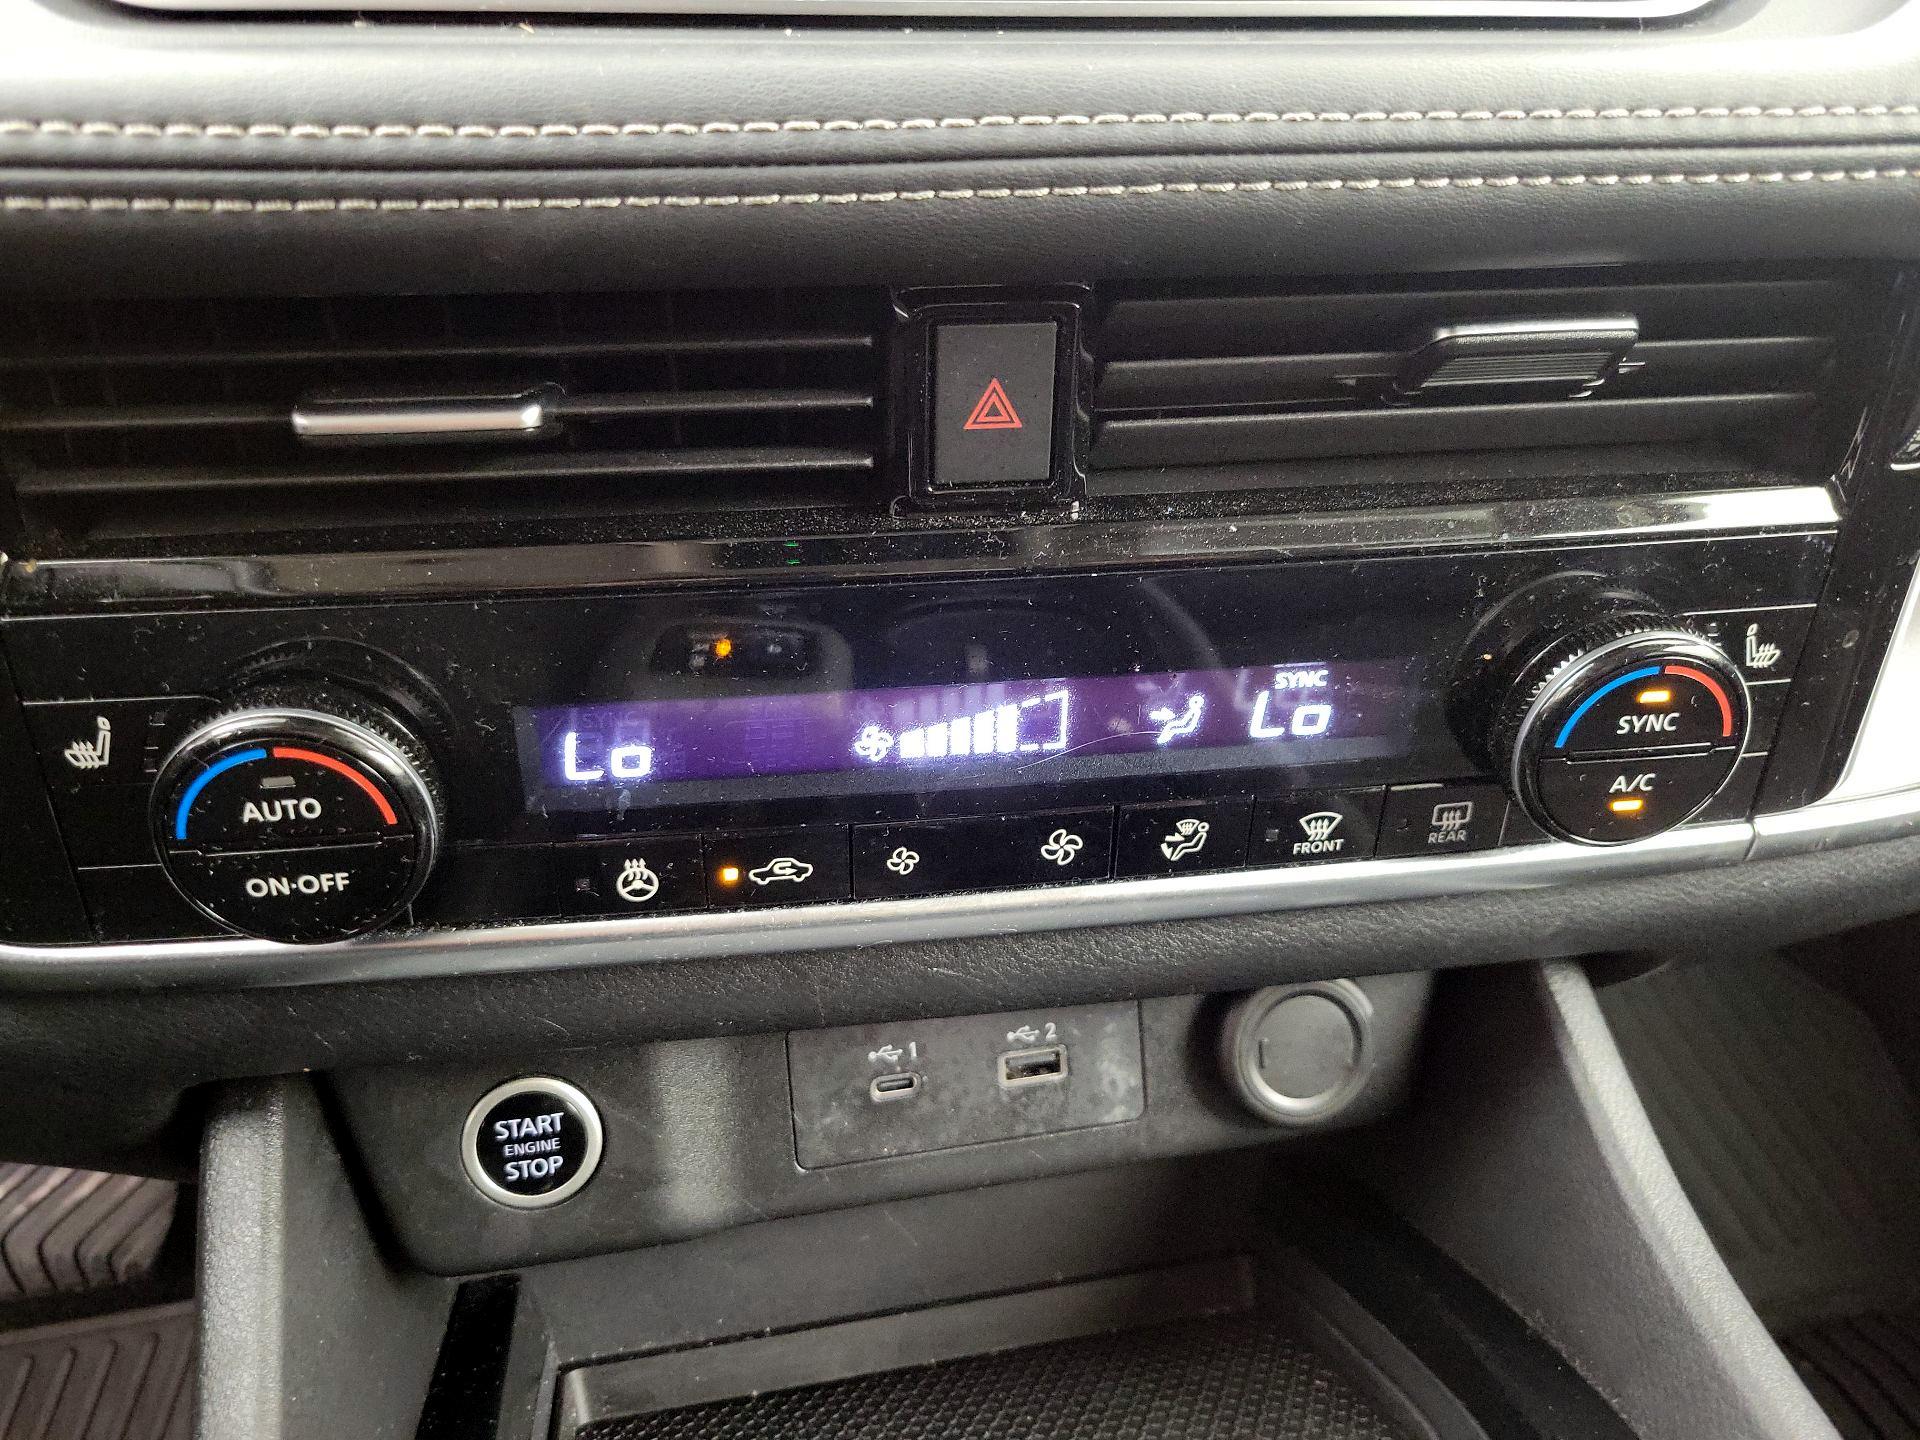 SYNC
Lo
Lo
AUTO
ON·OFF
SYNC
A/C
FRONT
REAR
1
2
START
ENGINE
STOP